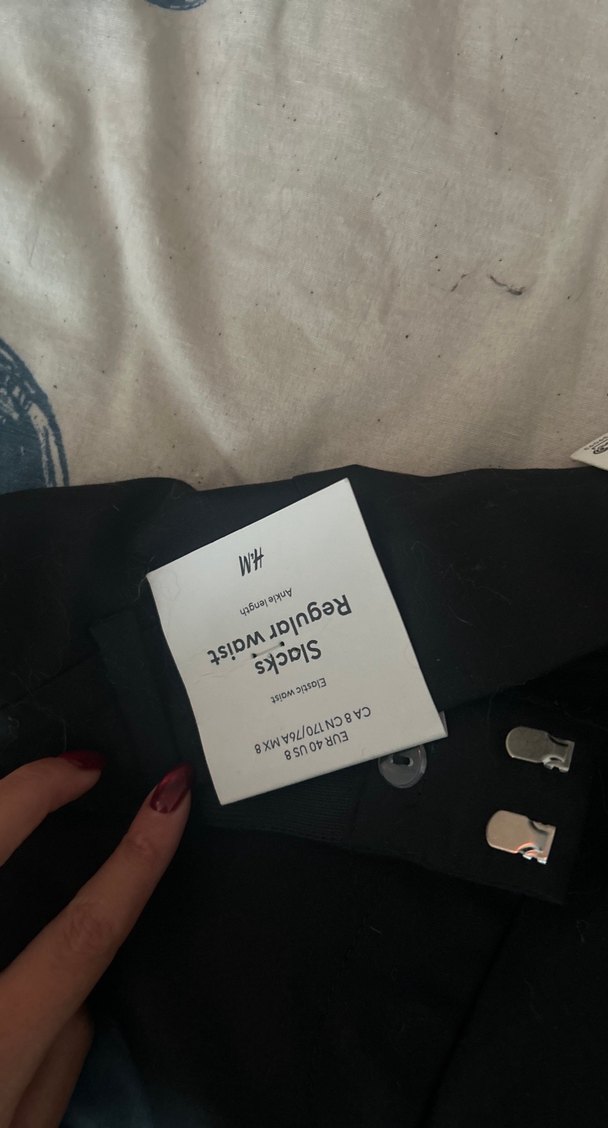 EUR 40 US 8
CA 8 CN 170/76A MX 8
Elastic waist
Slacks
Regular waist
Ankle length
H&M